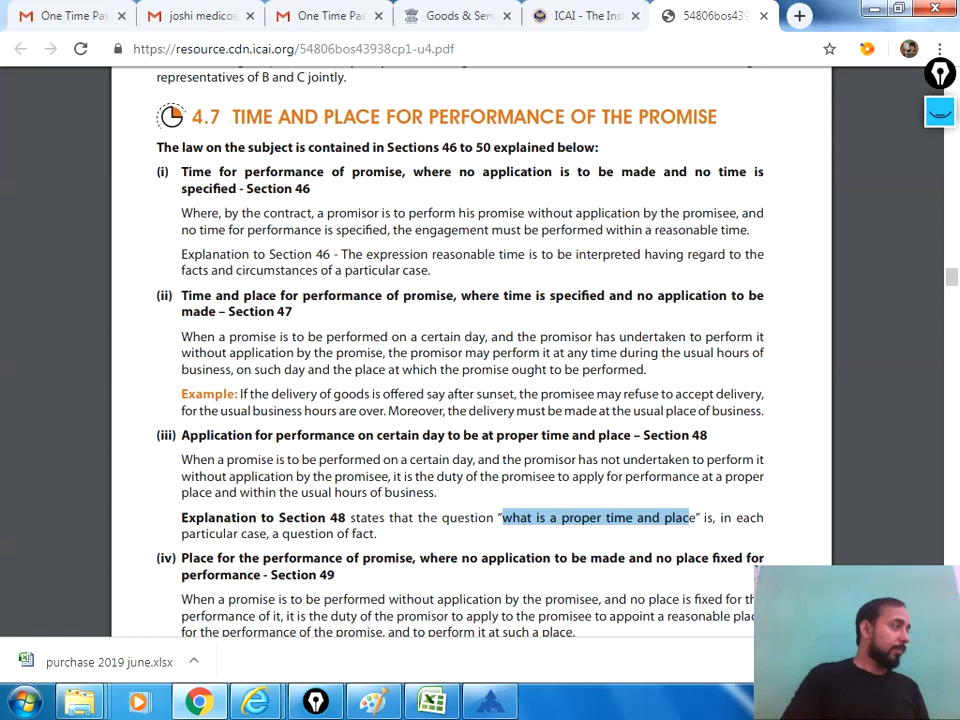 One Time Pas
joshi medicos
One Time Pas
Goods & Serv
ICAI - The Ins
54806bos439
https://resource.cdn.icai.org/54806bos43938cp1-u4.pdf
representatives of B and C jointly.
4.7 TIME AND PLACE FOR PERFORMANCE OF THE PROMISE
The law on the subject is contained in Sections 46 to 50 explained below:
(i) Time for performance of promise, where no application is to be made and no time is
specified - Section 46
Where, by the contract, a promisor is to perform his promise without application by the promisee, and
no time for performance is specified, the engagement must be performed within a reasonable time.
Explanation to Section 46 - The expression reasonable time is to be interpreted having regard to the
facts and circumstances of a particular case.
(ii) Time and place for performance of promise, where time is specified and no application to be
made – Section 47
When a promise is to be performed on a certain day, and the promisor has undertaken to perform it
without application by the promise, the promisor may perform it at any time during the usual hours of
business, on such day and the place at which the promise ought to be performed.
Example: If the delivery of goods is offered say after sunset, the promisee may refuse to accept delivery,
for the usual business hours are over. Moreover, the delivery must be made at the usual place of business.
(iii) Application for performance on certain day to be at proper time and place – Section 48
When a promise is to be performed on a certain day, and the promisor has not undertaken to perform it
without application by the promisee, it is the duty of the promisee to apply for performance at a proper
place and within the usual hours of business.
Explanation to Section 48 states that the question “what is a proper time and place” is, in each
particular case, a question of fact.
(iv) Place for the performance of promise, where no application to be made and no place fixed for
performance - Section 49
When a promise is to be performed without application by the promisee, and no place is fixed for th
performance of it, it is the duty of the promisor to apply to the promisee to appoint a reasonable plac
for the performance of the promise, and to perform it at such a place.
purchase 2019 june.xlsx